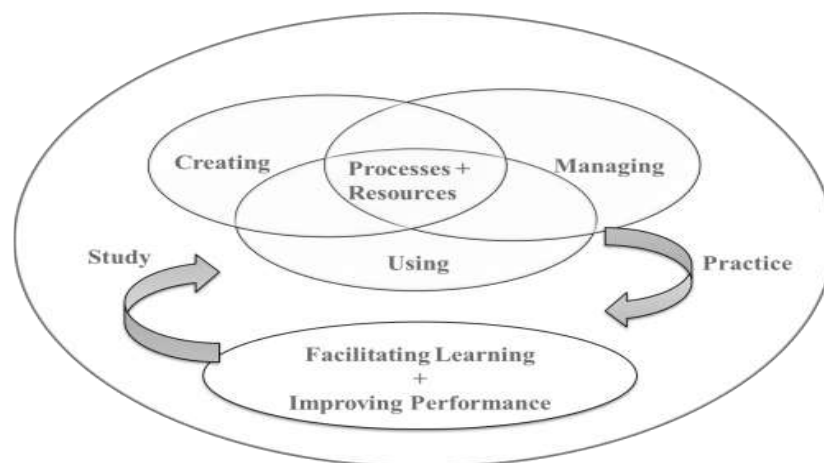 Creating
Processes +
Resources
Managing
Study
Using
Practice
Facilitating Learning
+
Improving Performance